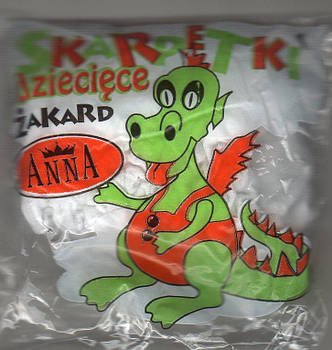 SKARPETKI
dziecięce
ŻAKARD
ANNA